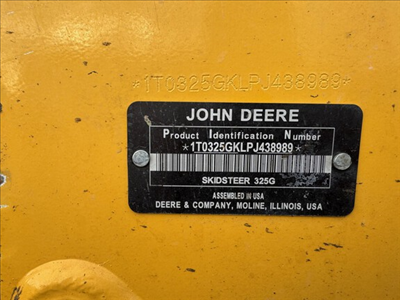 *1T0325GKLPJ438989*
JOHN DEERE
Product Identification Number
*1T0325GKLPJ438989*
SKIDSTEER 325G
ASSEMBLED IN USA
DEERE & COMPANY, MOLINE, ILLINOIS, USA